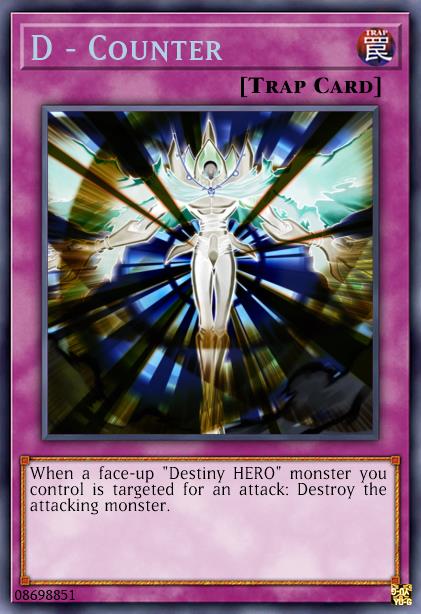 D - Counter
TRAP
罠
[Trap Card]
When a face-up "Destiny HERO" monster you
control is targeted for an attack: Destroy the
attacking monster.
08698851